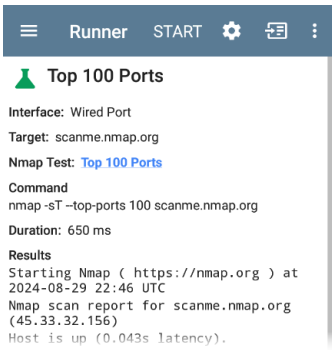 Runner START
Top 100 Ports
Interface: Wired Port
Target: scanme.nmap.org
Nmap Test: Top 100 Ports
Command
nmap -sT --top-ports 100 scanme.nmap.org
Duration: 650 ms
Results
Starting Nmap ( https://nmap.org ) at
2024-08-29 22:46 UTC
Nmap scan report for scanme.nmap.org
(45.33.32.156)
Host is up (0.043s latency).